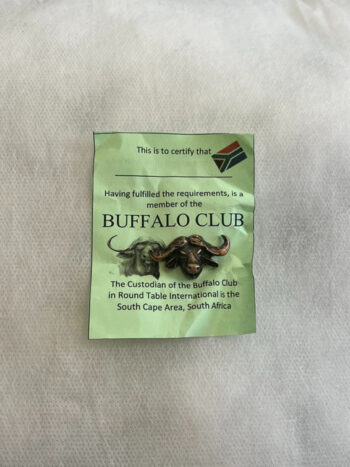 This is to certify that
Having fulfilled the requirements, is a
member of the
BUFFALO CLUB
The Custodian of the Buffalo Club
in Round Table International is the
South Cape Area, South Africa